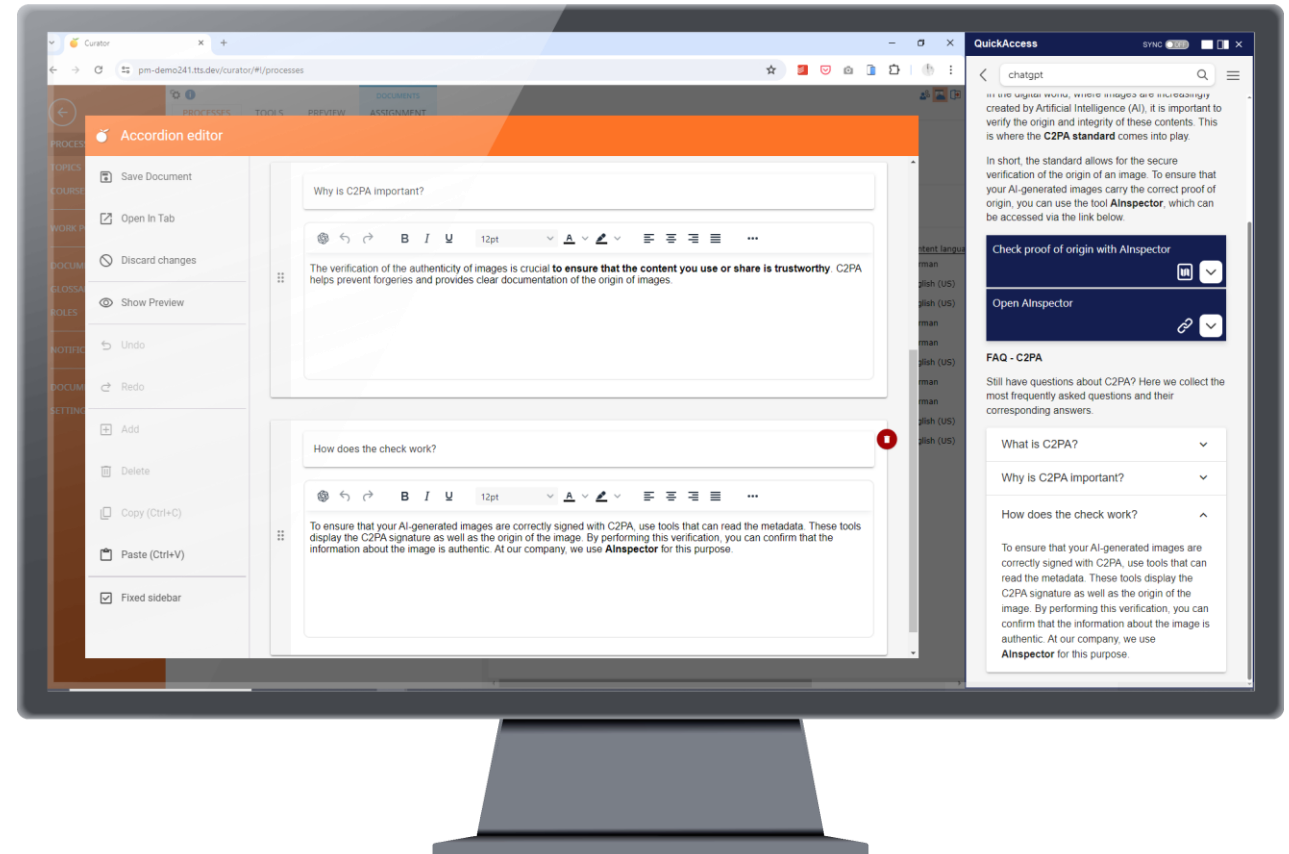 Curator
pm-demo241.tts.dev/curator/#!/processes
DOCUMENTS
PROCESSES TOOLS PREVIEW ASSIGNMENT
TOPICS
ROLES
Accordion editor
Save Document
Open In Tab
Discard changes
Show Preview
Undo
Redo
Add
Delete
Copy (Ctrl+C)
Paste (Ctrl+V)
Fixed sidebar
Why is C2PA important?
B I U 12pt A
The verification of the authenticity of images is crucial to ensure that the content you use or share is trustworthy. C2PA
helps prevent forgeries and provides clear documentation of the origin of images.
How does the check work?
B I U 12pt A
To ensure that your AI-generated images are correctly signed with C2PA, use tools that can read the metadata. These tools
display the C2PA signature as well as the origin of the image. By performing this verification, you can confirm that the
information about the image is authentic. At our company, we use AInspector for this purpose.
QuickAccess
SYNC OFF
chatgpt
in the digital world, where images are increasingly
created by Artificial Intelligence (AI), it is important to
verify the origin and integrity of these contents. This
is where the C2PA standard comes into play.
In short, the standard allows for the secure
verification of the origin of an image. To ensure that
your AI-generated images carry the correct proof of
origin, you can use the tool AInspector, which can
be accessed via the link below.
Check proof of origin with AInspector
Open AInspector
FAQ - C2PA
Still have questions about C2PA? Here we collect the
most frequently asked questions and their
corresponding answers.
What is C2PA?
Why is C2PA important?
How does the check work?
To ensure that your AI-generated images are
correctly signed with C2PA, use tools that can
read the metadata. These tools display the
C2PA signature as well as the origin of the
image. By performing this verification, you can
confirm that the information about the image is
authentic. At our company, we use
AInspector for this purpose.